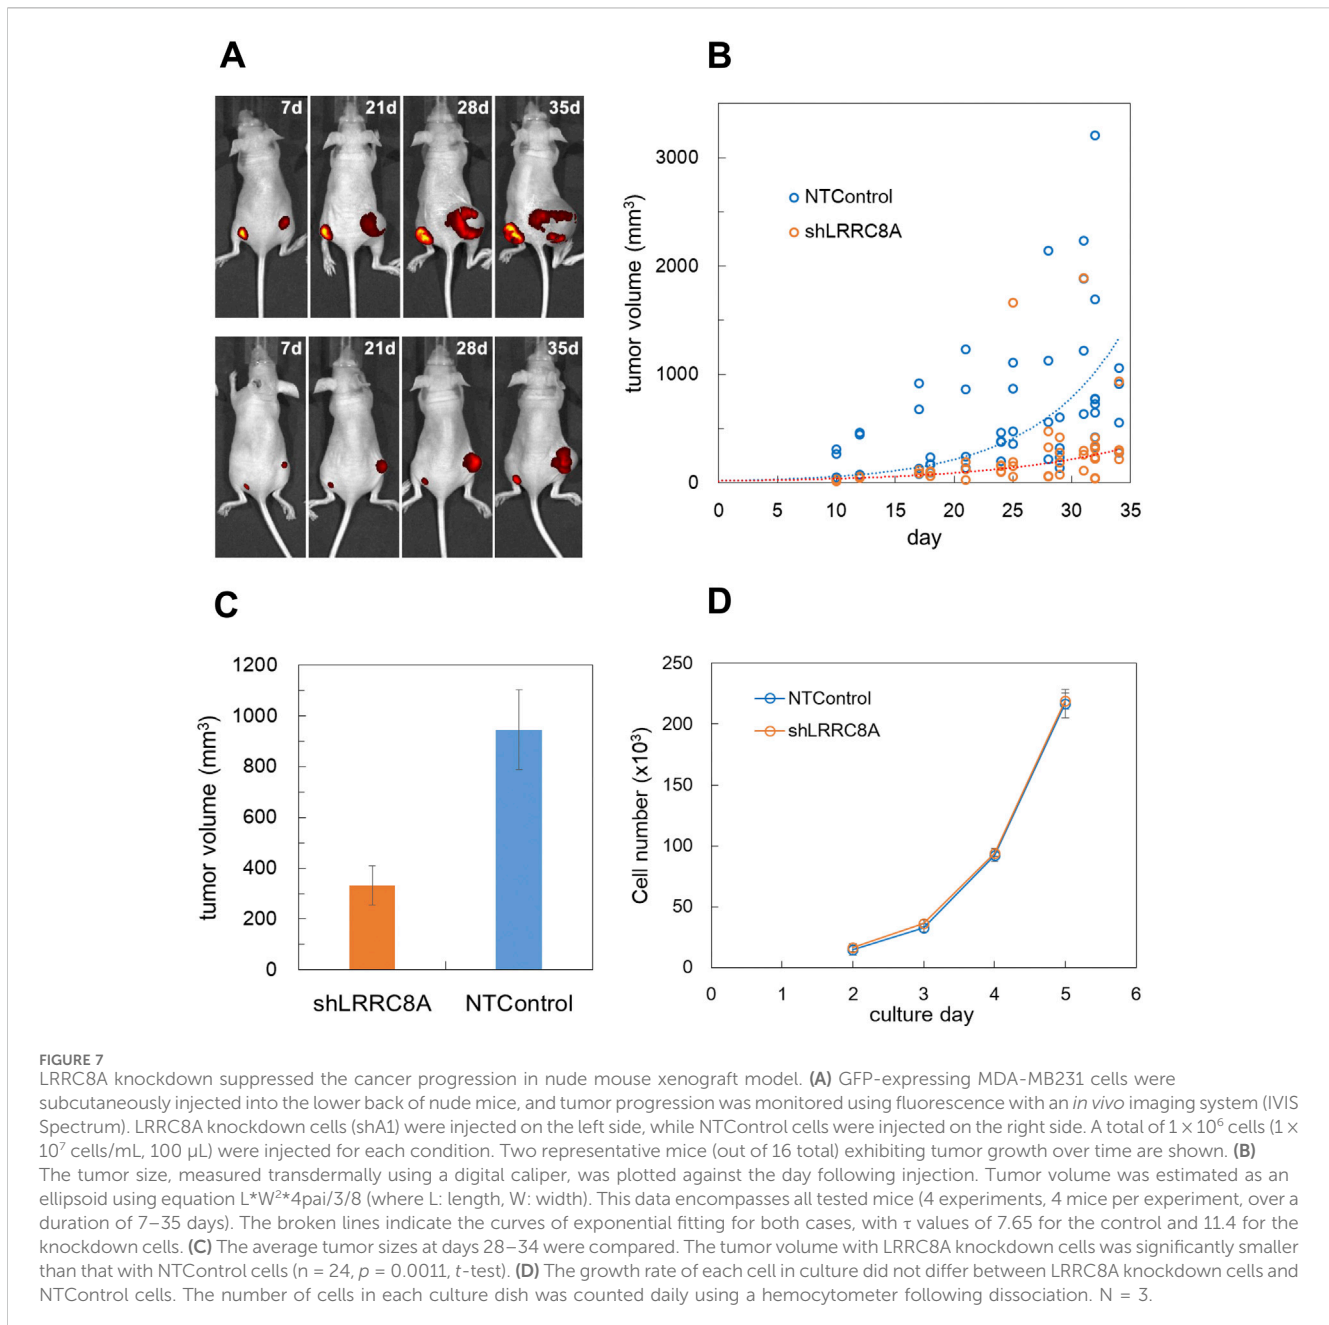 A
7d
21d
28d
35d
7d
21d
28d
35d
B
tumor volume (mm³)
3000
2000
1000
0
NTControl
shLRRC8A
0
5
10
15
20
25
30
35
day
C
tumor volume (mm³)
1200
1000
800
600
400
200
0
shLRRC8A
NTControl
D
Cell number (x10³)
250
200
150
100
50
0
NTControl
shLRRC8A
0
1
2
3
4
5
6
culture day
FIGURE 7
LRRC8A knockdown suppressed the cancer progression in nude mouse xenograft model. (A) GFP-expressing MDA-MB231 cells were
subcutaneously injected into the lower back of nude mice, and tumor progression was monitored using fluorescence with an in vivo imaging system (IVIS
Spectrum). LRRC8A knockdown cells (shA1) were injected on the left side, while NTControl cells were injected on the right side. A total of 1 × 10⁶ cells (1 ×
10⁷ cells/mL, 100 μL) were injected for each condition. Two representative mice (out of 16 total) exhibiting tumor growth over time are shown. (B)
The tumor size, measured transdermally using a digital caliper, was plotted against the day following injection. Tumor volume was estimated as an
ellipsoid using equation L*W²*4pai/3/8 (where L: length, W: width). This data encompasses all tested mice (4 experiments, 4 mice per experiment, over a
duration of 7–35 days). The broken lines indicate the curves of exponential fitting for both cases, with τ values of 7.65 for the control and 11.4 for the
knockdown cells. (C) The average tumor sizes at days 28–34 were compared. The tumor volume with LRRC8A knockdown cells was significantly smaller
than that with NTControl cells (n = 24, p = 0.0011, t-test). (D) The growth rate of each cell in culture did not differ between LRRC8A knockdown cells and
NTControl cells. The number of cells in each culture dish was counted daily using a hemocytometer following dissociation. N = 3.